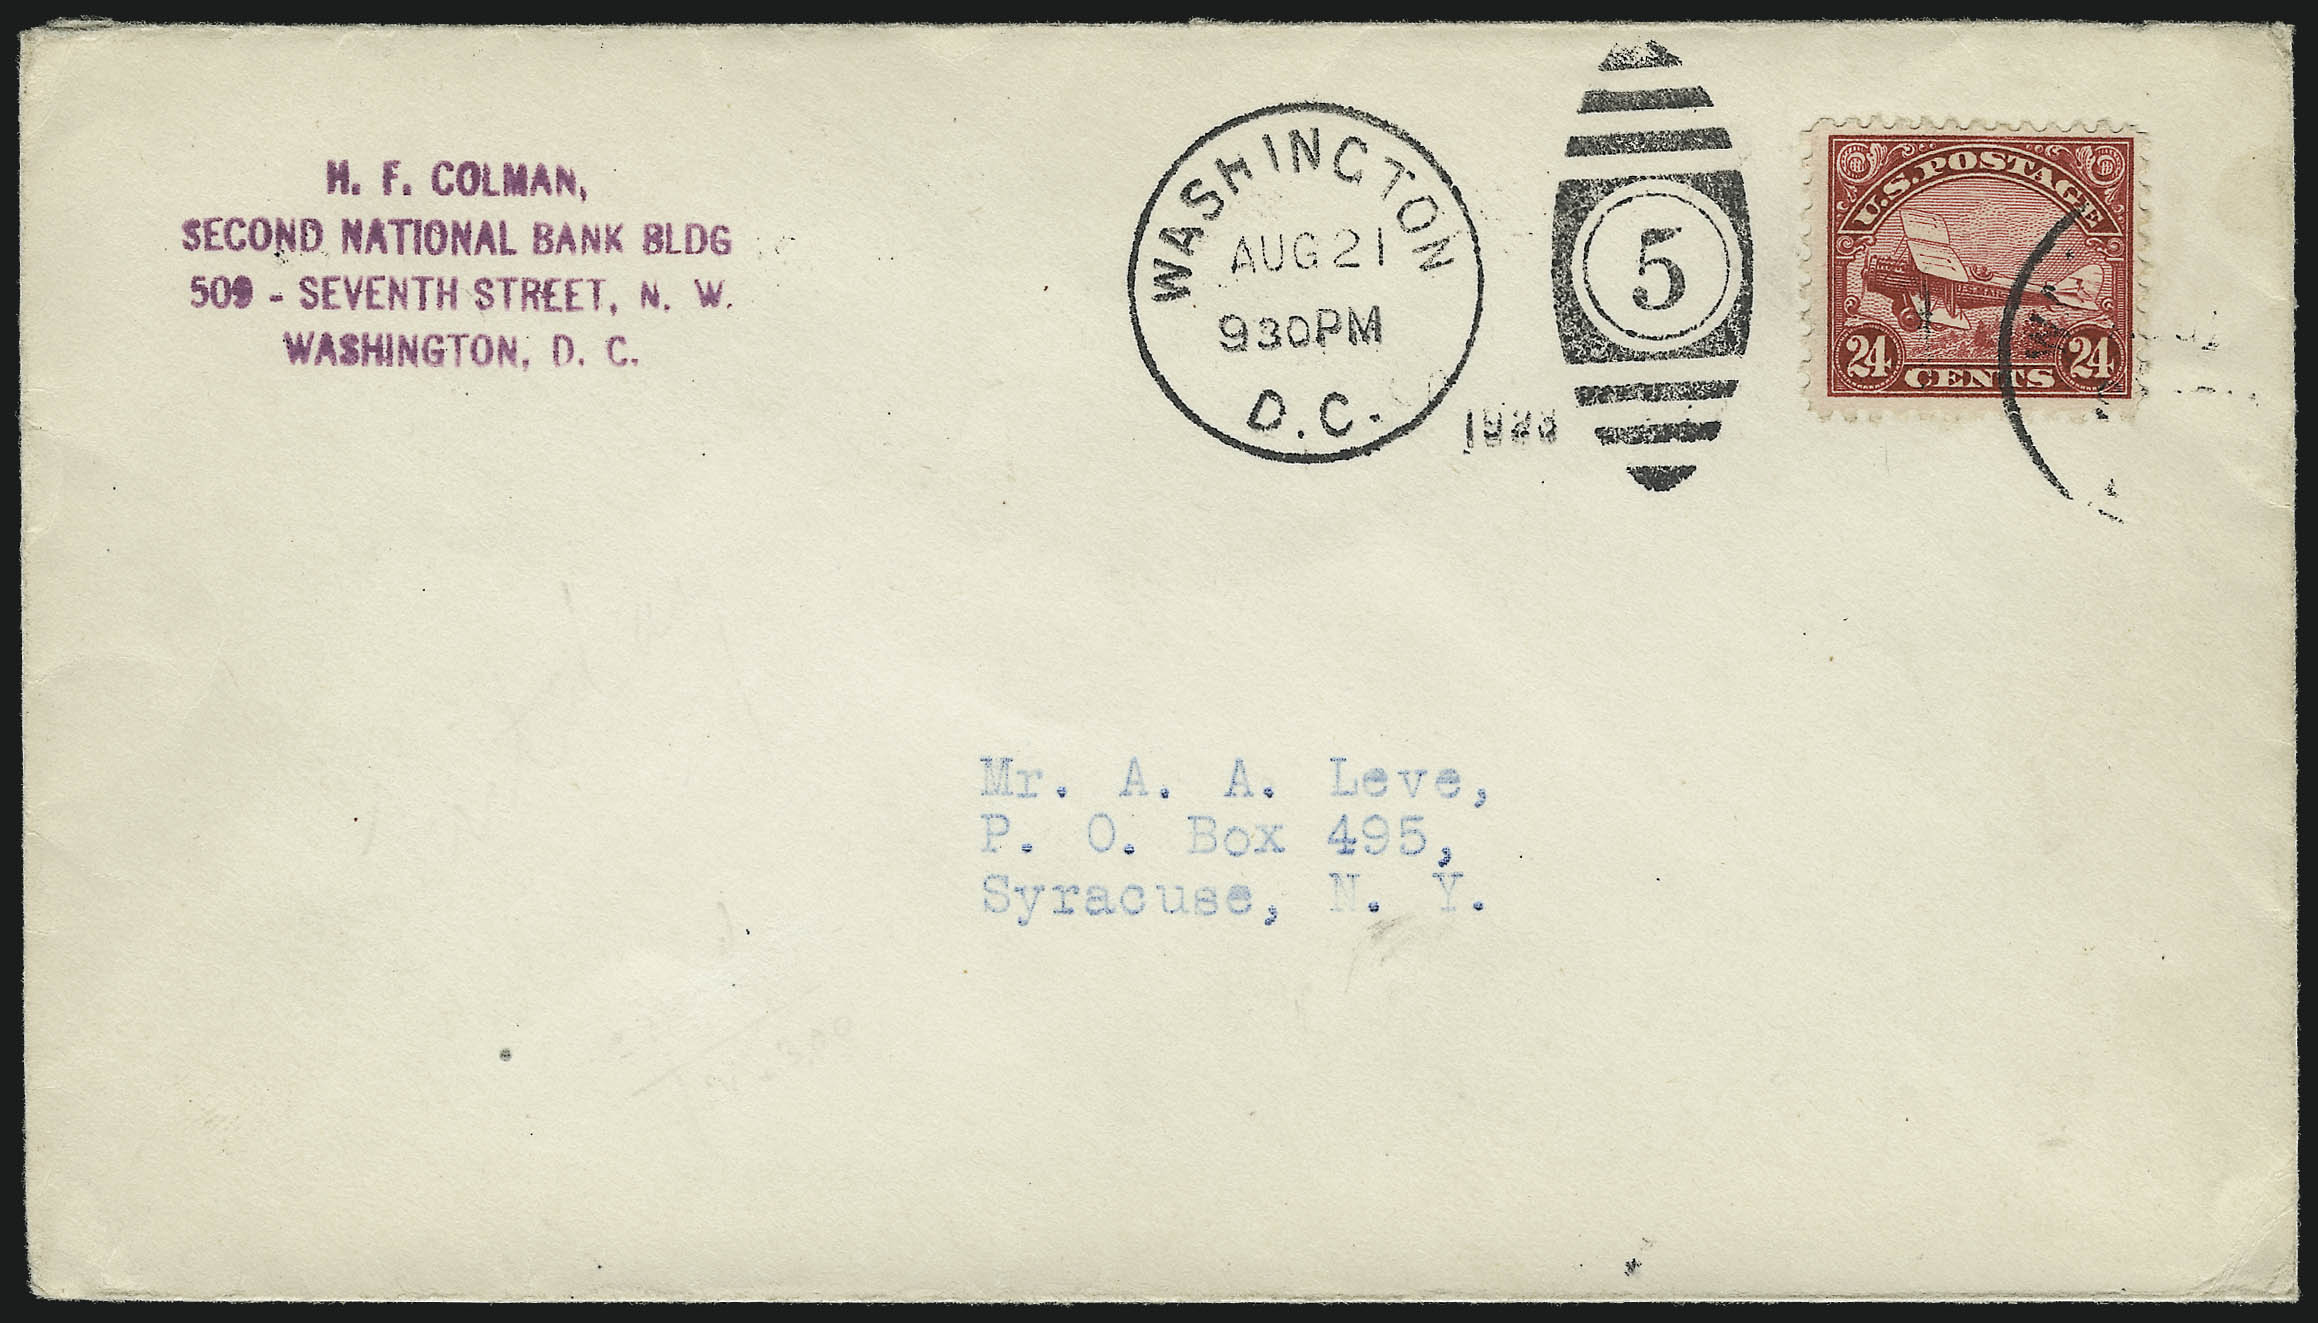 H. F. COLMAN,
SECOND NATIONAL BANK BLDG
509 - SEVENTH STREET, N. W.
WASHINGTON, D. C.
WASHINGTON
AUG 21
930PM
D.C.
5
U.S. POSTAGE
24 24
CENTS
Mr. A. A. Leve,
P. O. Box 495,
Syracuse, N. Y.